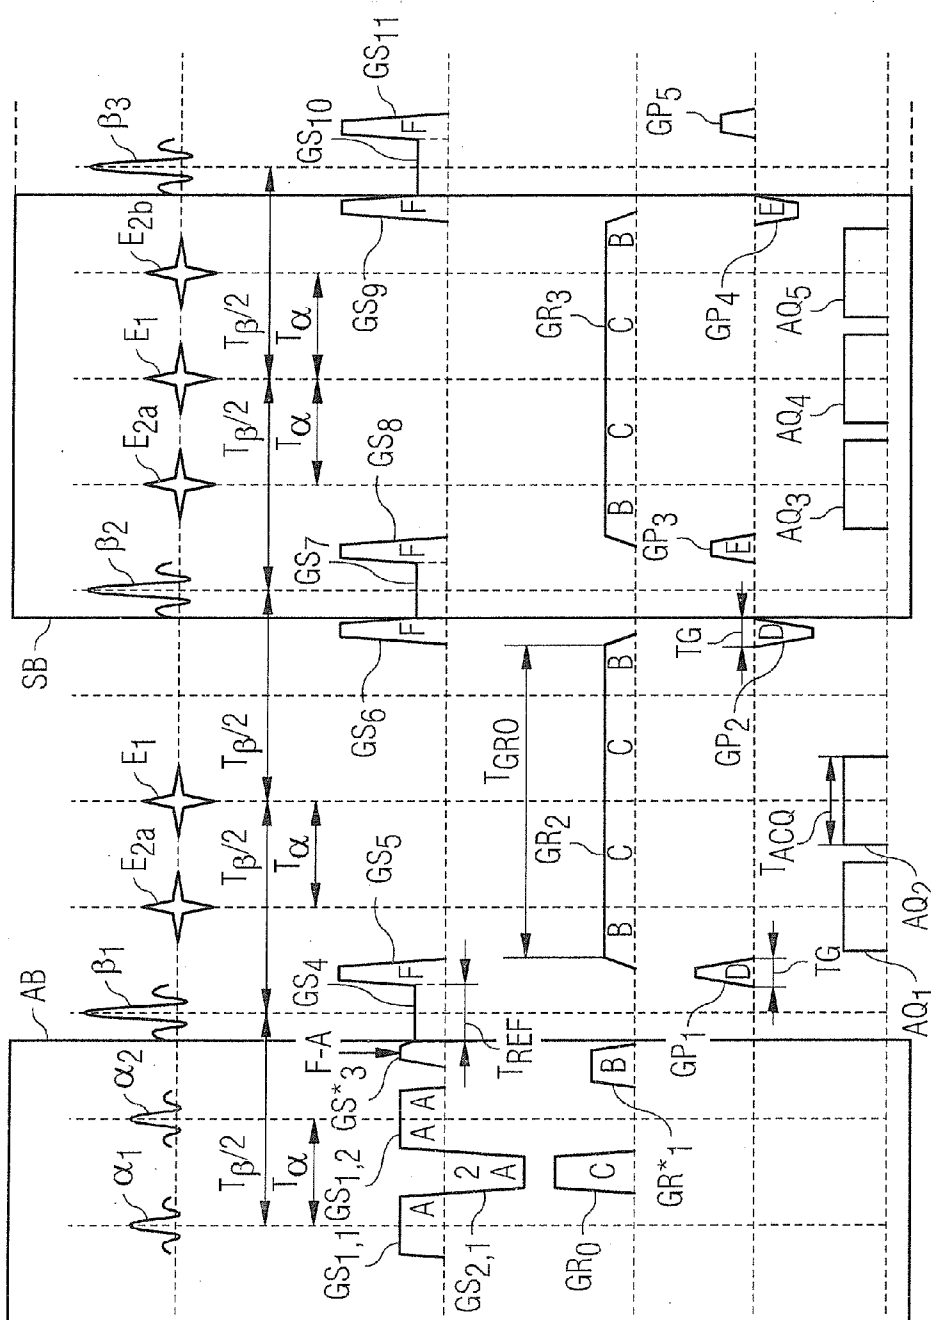 AB
SB
α1
α2
β1
E2a
E1
β2
E2a
E1
E2b
β3
Tβ/2
Tβ/2
Tβ/2
Tβ/2
Tβ/2
Tα
Tα
Tα
Tα
GS1,1
GS2,1
GS1,2
GS*3
F-A
GS4
GS5
GS6
GS7
GS8
GS9
GS10
GS11
A
2
A
A
A
F
F
F
F
F
TREF
GR0
GR*1
GR2
GR3
TGRO
C
B
B
C
C
B
B
C
C
B
GP1
GP2
GP3
GP4
GP5
TG
TG
D
D
E
E
AQ1
AQ2
AQ3
AQ4
AQ5
TACQ